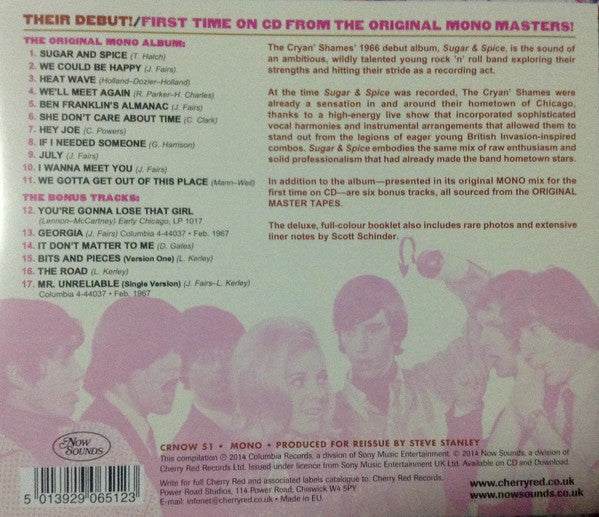 THEIR DEBUT!/FIRST TIME ON CD FROM THE ORIGINAL MONO MASTERS!
THE ORIGINAL MONO ALBUM:
1. SUGAR AND SPICE (T. Hatch)
2. WE COULD BE HAPPY (J. Fairs)
3. HEAT WAVE (Holland–Dozier–Holland)
4. WE'LL MEET AGAIN (R. Parker–H. Charles)
5. BEN FRANKLIN'S ALMANAC (J. Fairs)
6. SHE DON'T CARE ABOUT TIME (C. Clark)
7. HEY JOE (C. Powers)
8. IF I NEEDED SOMEONE (G. Harrison)
9. JULY (J. Fairs)
10. I WANNA MEET YOU (J. Fairs)
11. WE GOTTA GET OUT OF THIS PLACE (Mann–Weil)
THE BONUS TRACKS:
12. YOU'RE GONNA LOSE THAT GIRL
(Lennon–McCartney) Early Chicago, LP 1017
13. GEORGIA (J. Fairs) Columbia 4-44037 • Feb. 1967
14. IT DON'T MATTER TO ME (D. Gates)
15. BITS AND PIECES (Version One) (L. Kerley)
16. THE ROAD (L. Kerley)
17. MR. UNRELIABLE (Single Version) (J. Fairs–L. Kerley)
Columbia 4-44037 • Feb. 1967
The Cryan' Shames' 1966 debut album, Sugar & Spice, is the sound of
an ambitious, wildly talented young rock 'n' roll band exploring their
strengths and hitting their stride as a recording act.
At the time Sugar & Spice was recorded, The Cryan' Shames were
already a sensation in and around their hometown of Chicago,
thanks to a high-energy live show that incorporated sophisticated
vocal harmonies and instrumental arrangements that allowed them to
stand out from the legions of eager young British Invasion-inspired
combos. Sugar & Spice embodies the same mix of raw enthusiasm and
solid professionalism that had already made the band hometown stars.
In addition to the album—presented in its original MONO mix for the
first time on CD—are six bonus tracks, all sourced from the ORIGINAL
MASTER TAPES.
The deluxe, full-colour booklet also includes rare photos and extensive
liner notes by Scott Schinder.
NOW
SOUNDS
5 013929 065123
CRNOW 51 • MONO • PRODUCED FOR REISSUE BY STEVE STANLEY
This compilation ℗ 2014 Columbia Records, a division of Sony Music Entertainment. © 2014 Now Sounds, a division of
Cherry Red Records Ltd. Issued under licence from Sony Music Entertainment UK Ltd. Available on CD and Download.
Write for full Cherry Red and associated labels catalogue to: Cherry Red Records.
Power Road Studios, 114 Power Road, Chiswick W4 5PY
E-mail: infonet@cherryred.co.uk • Made in EU
www.cherryred.co.uk
www.nowsounds.co.uk